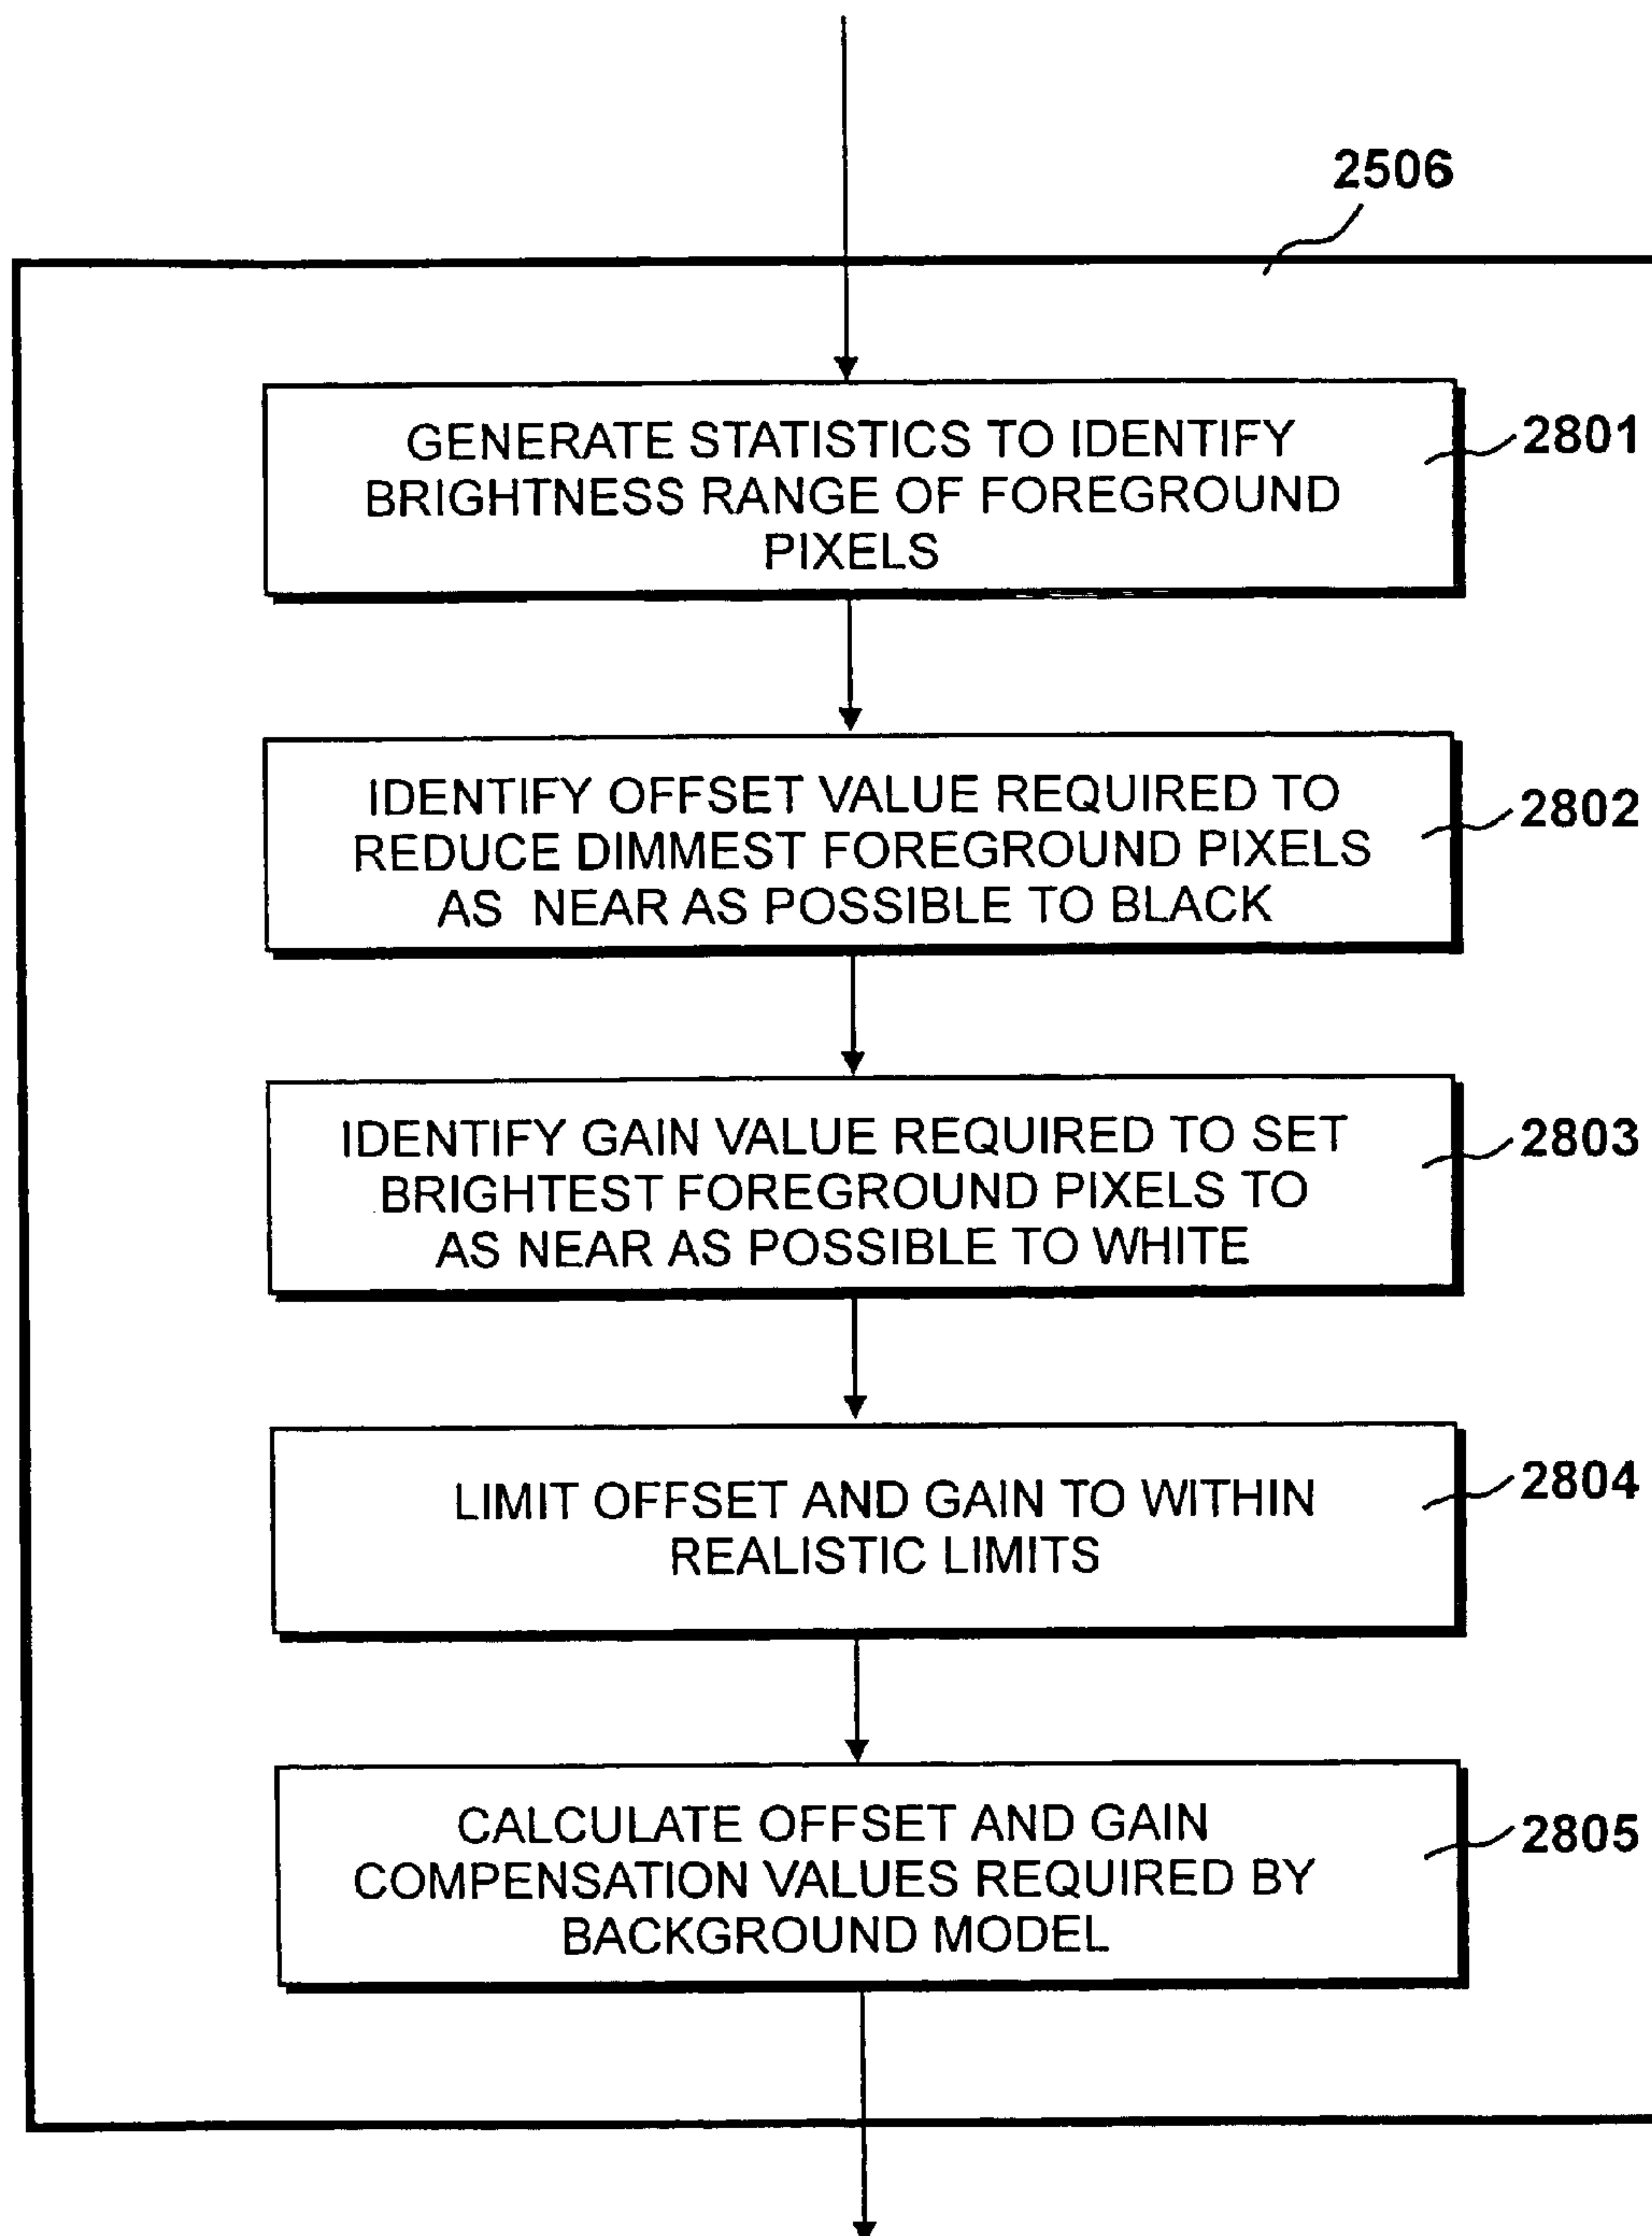 2506
GENERATE STATISTICS TO IDENTIFY
BRIGHTNESS RANGE OF FOREGROUND
PIXELS
2801
IDENTIFY OFFSET VALUE REQUIRED TO
REDUCE DIMMEST FOREGROUND PIXELS
AS NEAR AS POSSIBLE TO BLACK
2802
IDENTIFY GAIN VALUE REQUIRED TO SET
BRIGHTEST FOREGROUND PIXELS TO
AS NEAR AS POSSIBLE TO WHITE
2803
LIMIT OFFSET AND GAIN TO WITHIN
REALISTIC LIMITS
2804
CALCULATE OFFSET AND GAIN
COMPENSATION VALUES REQUIRED BY
BACKGROUND MODEL
2805